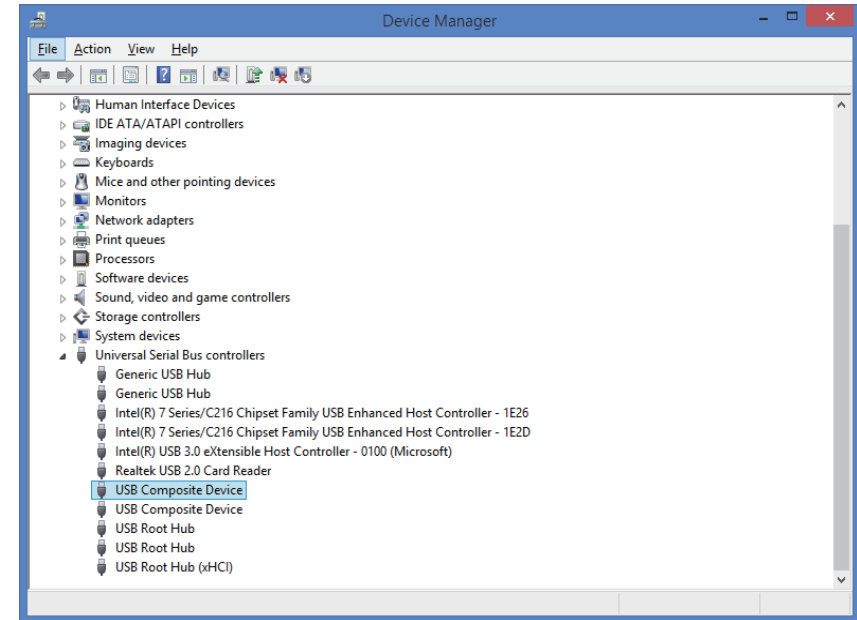 Device Manager
File Action View Help
Human Interface Devices
IDE ATA/ATAPI controllers
Imaging devices
Keyboards
Mice and other pointing devices
Monitors
Network adapters
Print queues
Processors
Software devices
Sound, video and game controllers
Storage controllers
System devices
Universal Serial Bus controllers
Generic USB Hub
Generic USB Hub
Intel(R) 7 Series/C216 Chipset Family USB Enhanced Host Controller - 1E26
Intel(R) 7 Series/C216 Chipset Family USB Enhanced Host Controller - 1E2D
Intel(R) USB 3.0 eXtensible Host Controller - 0100 (Microsoft)
Realtek USB 2.0 Card Reader
USB Composite Device
USB Composite Device
USB Root Hub
USB Root Hub
USB Root Hub (xHCI)